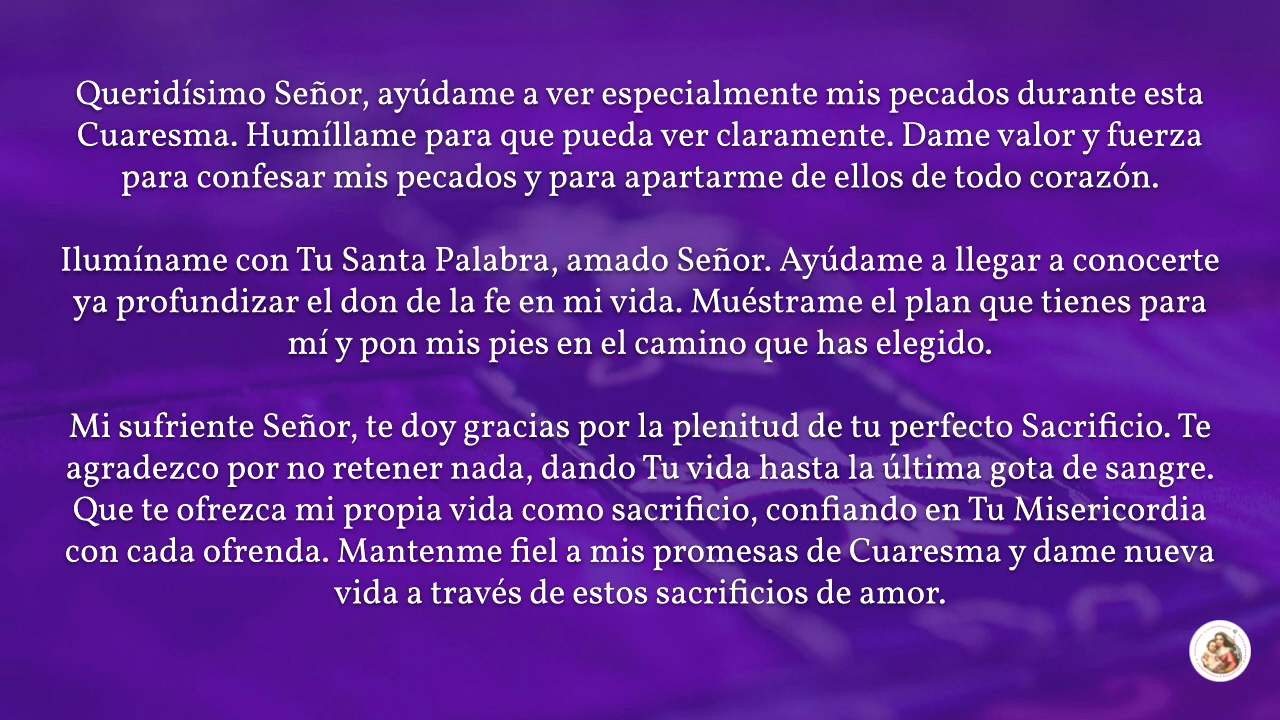 Queridísimo Señor, ayúdame a ver especialmente mis pecados durante esta
Cuaresma. Humíllame para que pueda ver claramente. Dame valor y fuerza
para confesar mis pecados y para apartarme de ellos de todo corazón.
Ilumíname con Tu Santa Palabra, amado Señor. Ayúdame a llegar a conocerte
ya profundizar el don de la fe en mi vida. Muéstrame el plan que tienes para
mí y pon mis pies en el camino que has elegido.
Mi sufriente Señor, te doy gracias por la plenitud de tu perfecto Sacrificio. Te
agradezco por no retener nada, dando Tu vida hasta la última gota de sangre.
Que te ofrezca mi propia vida como sacrificio, confiando en Tu Misericordia
con cada ofrenda. Mantenme fiel a mis promesas de Cuaresma y dame nueva
vida a través de estos sacrificios de amor.